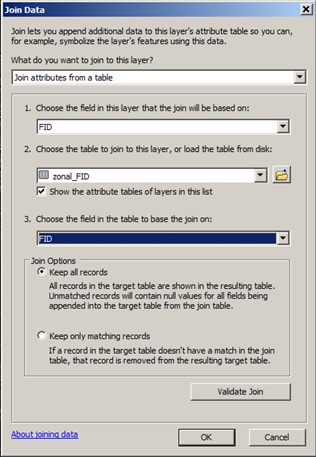 Join Data
Join lets you append additional data to this layer's attribute table so you can,
for example, symbolize the layer's features using this data.
What do you want to join to this layer?
Join attributes from a table
1. Choose the field in this layer that the join will be based on:
FID
2. Choose the table to join to this layer, or load the table from disk:
zonal_FID
Show the attribute tables of layers in this list
3. Choose the field in the table to base the join on:
FID
Join Options
Keep all records
All records in the target table are shown in the resulting table.
Unmatched records will contain null values for all fields being
appended into the target table from the join table.
Keep only matching records
If a record in the target table doesn't have a match in the join
table, that record is removed from the resulting target table.
Validate Join
About joining data
OK
Cancel